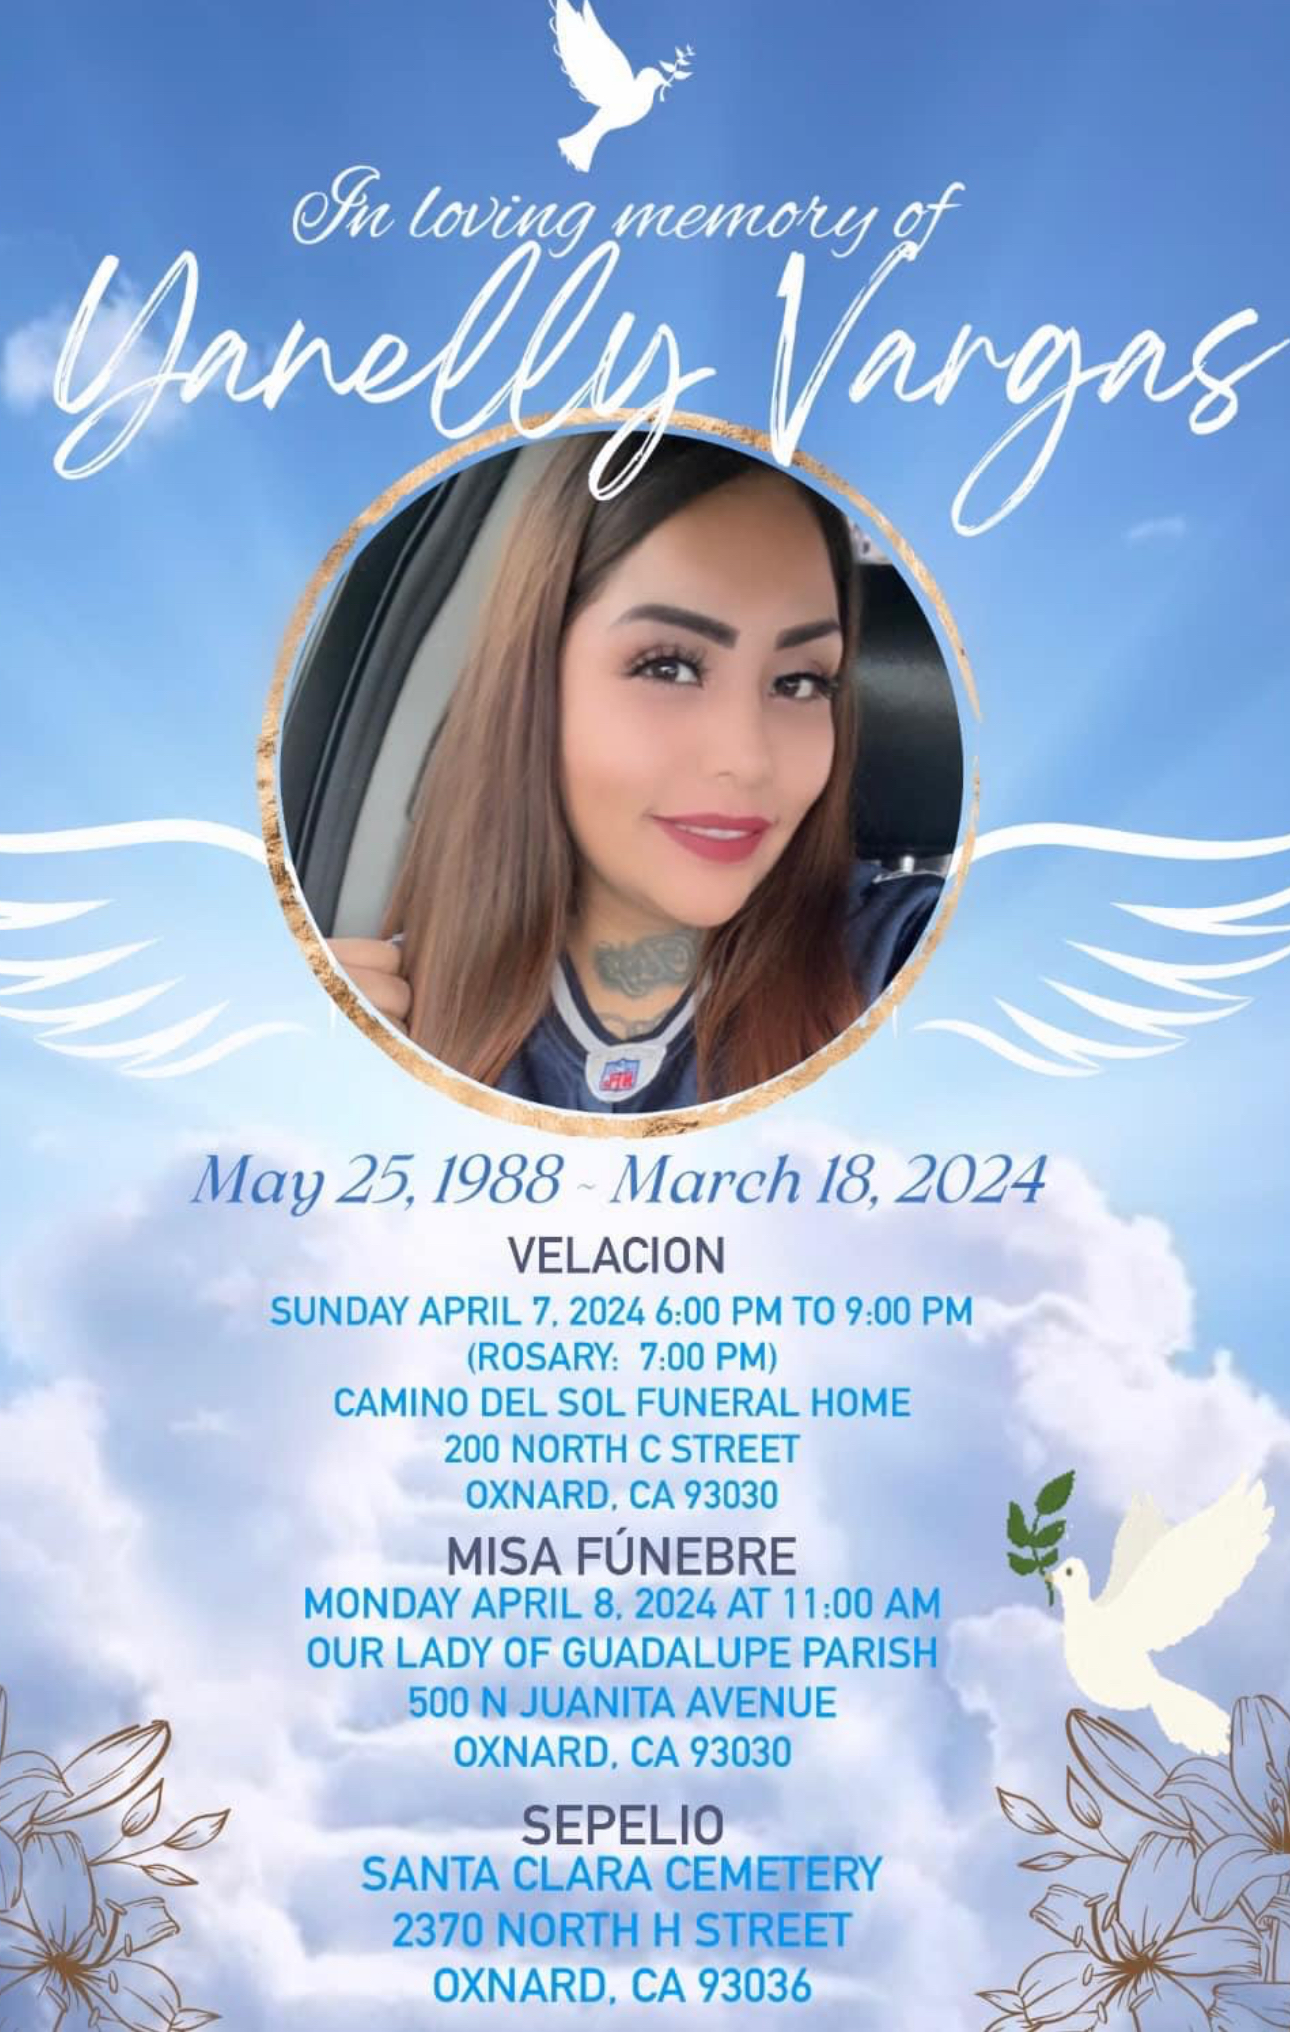 In loving memory of
Yanelly Vargas
NFL
May 25, 1988 ~ March 18, 2024
VELACION
SUNDAY APRIL 7, 2024 6:00 PM TO 9:00 PM
(ROSARY: 7:00 PM)
CAMINO DEL SOL FUNERAL HOME
200 NORTH C STREET
OXNARD, CA 93030
MISA FÚNEBRE
MONDAY APRIL 8, 2024 AT 11:00 AM
OUR LADY OF GUADALUPE PARISH
500 N JUANITA AVENUE
OXNARD, CA 93030
SEPELIO
SANTA CLARA CEMETERY
2370 NORTH H STREET
OXNARD, CA 93036